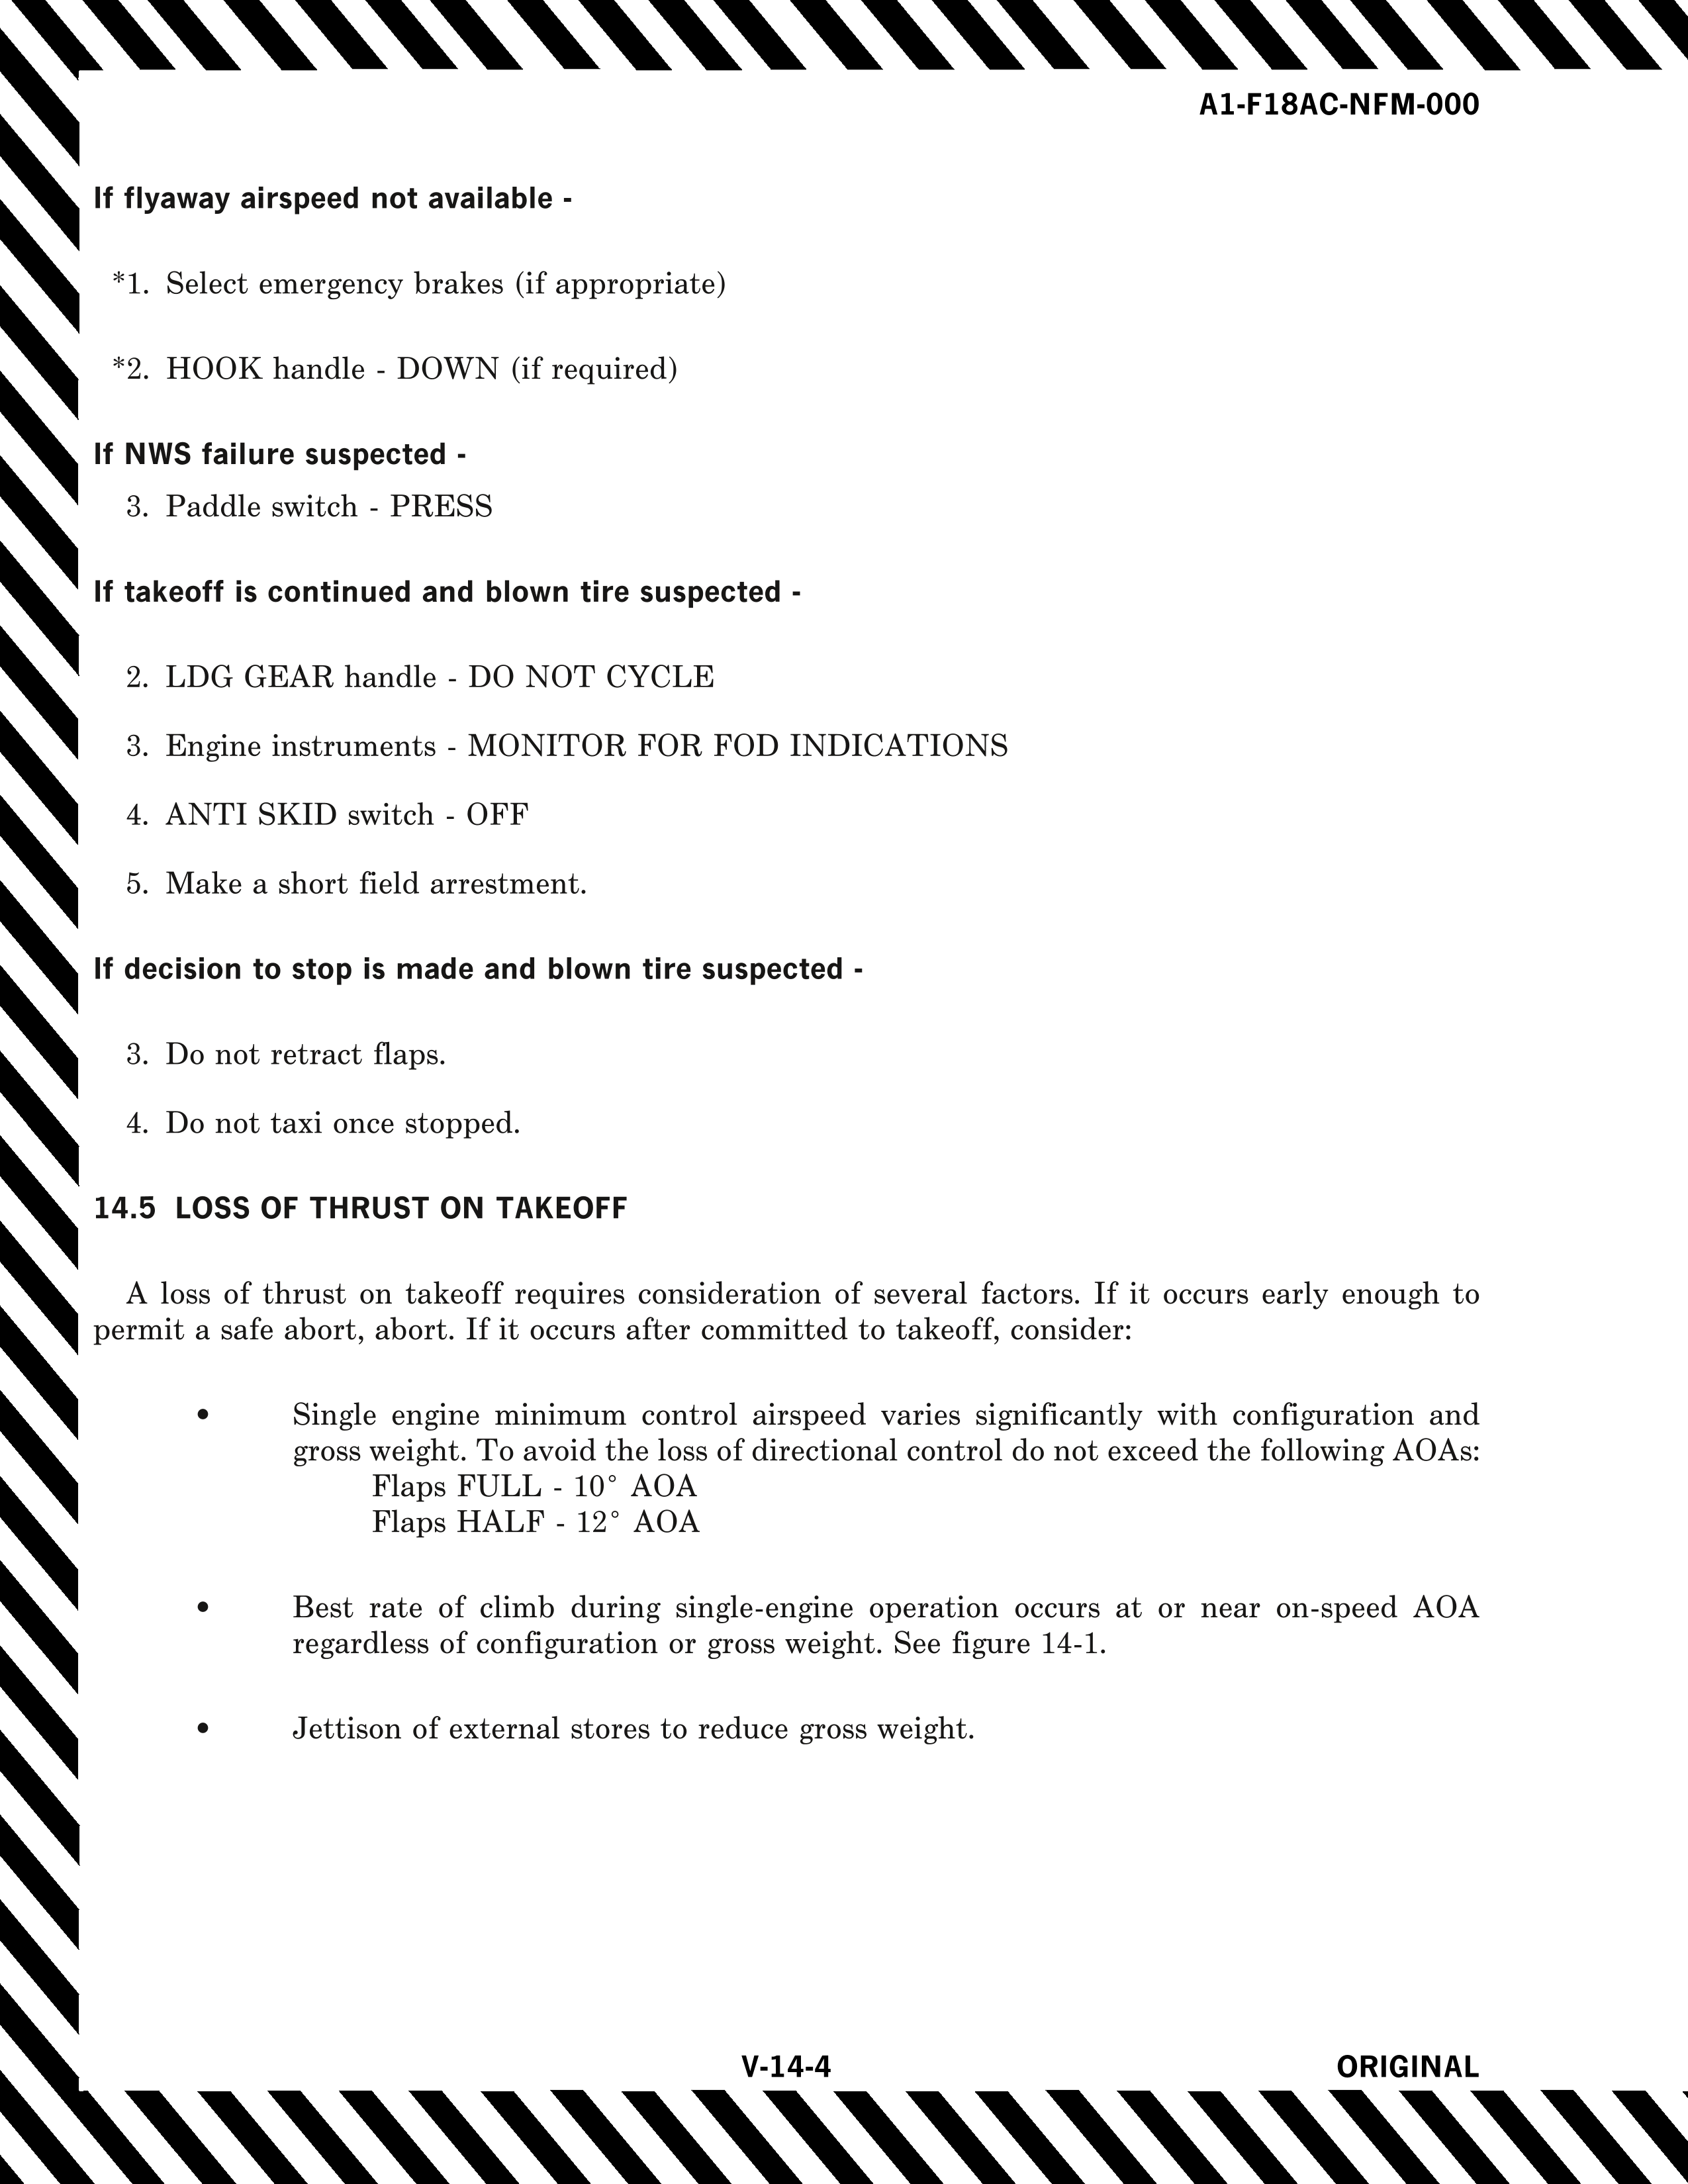 A1-F18AC-NFM-000
If flyaway airspeed not available -
*1. Select emergency brakes (if appropriate)
*2. HOOK handle - DOWN (if required)
If NWS failure suspected -
3. Paddle switch - PRESS
If takeoff is continued and blown tire suspected -
2. LDG GEAR handle - DO NOT CYCLE
3. Engine instruments - MONITOR FOR FOD INDICATIONS
4. ANTI SKID switch - OFF
5. Make a short field arrestment.
If decision to stop is made and blown tire suspected -
3. Do not retract flaps.
4. Do not taxi once stopped.
14.5 LOSS OF THRUST ON TAKEOFF
A loss of thrust on takeoff requires consideration of several factors. If it occurs early enough to
permit a safe abort, abort. If it occurs after committed to takeoff, consider:
• Single engine minimum control airspeed varies significantly with configuration and
gross weight. To avoid the loss of directional control do not exceed the following AOAs:
Flaps FULL - 10° AOA
Flaps HALF - 12° AOA
• Best rate of climb during single-engine operation occurs at or near on-speed AOA
regardless of configuration or gross weight. See figure 14-1.
• Jettison of external stores to reduce gross weight.
V-14-4
ORIGINAL